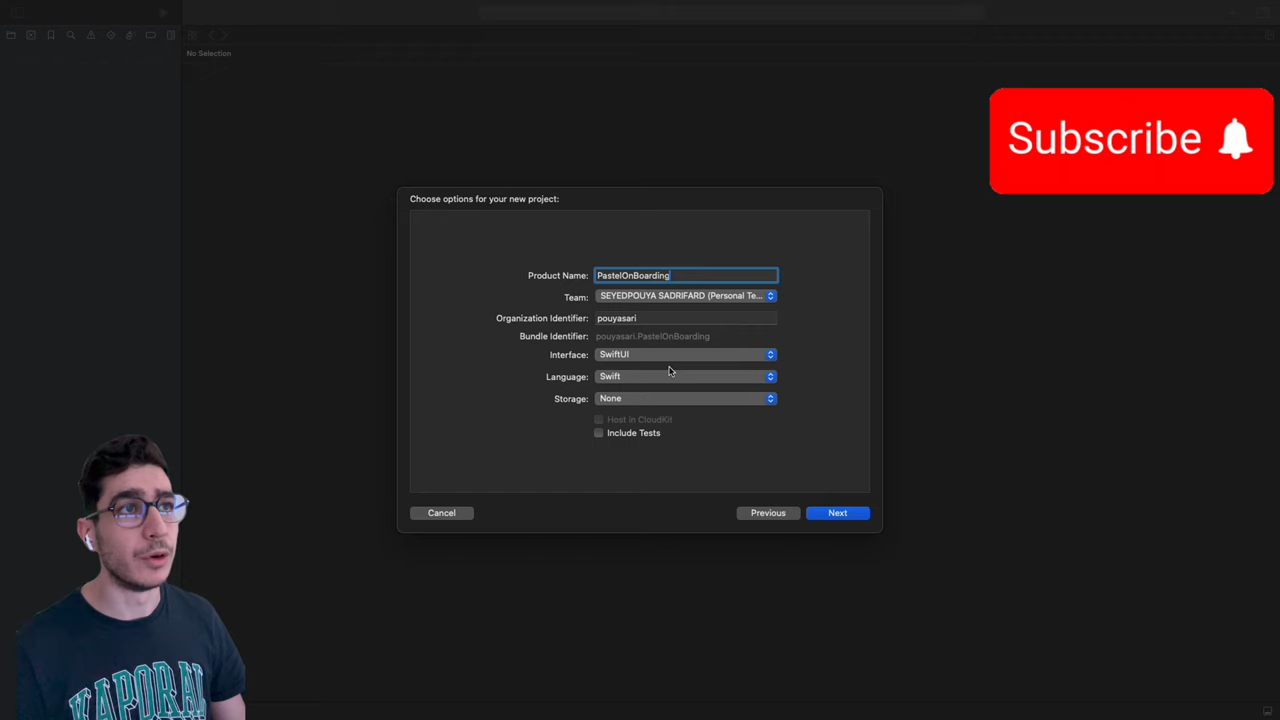 No Selection
Subscribe
Choose options for your new project:
Product Name: PastelOnBoarding
Team: SEYEDPOUYA SADRIFARD (Personal Te...
Organization Identifier: pouyasari
Bundle Identifier: pouyasari.PastelOnBoarding
Interface: SwiftUI
Language: Swift
Storage: None
Host in CloudKit
Include Tests
Cancel
Previous
Next
KAPORAL